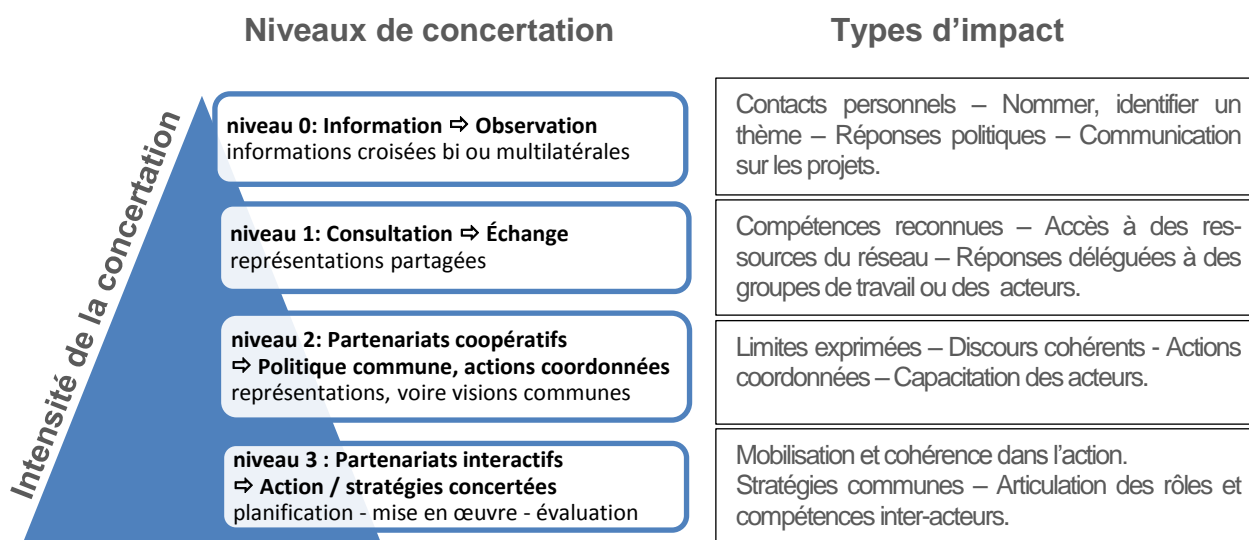 Niveaux de concertation
Types d’impact
Intensité de la concertation
niveau 0: Information ⇨ Observation
informations croisées bi ou multilatérales
Contacts personnels – Nommer, identifier un
thème – Réponses politiques – Communication
sur les projets.
niveau 1: Consultation ⇨ Échange
représentations partagées
Compétences reconnues – Accès à des res-
sources du réseau – Réponses déléguées à des
groupes de travail ou des acteurs.
niveau 2: Partenariats coopératifs
⇨ Politique commune, actions coordonnées
représentations, voire visions communes
Limites exprimées – Discours cohérents - Actions
coordonnées – Capacitation des acteurs.
niveau 3 : Partenariats interactifs
⇨ Action / stratégies concertées
planification - mise en œuvre - évaluation
Mobilisation et cohérence dans l’action.
Stratégies communes – Articulation des rôles et
compétences inter-acteurs.